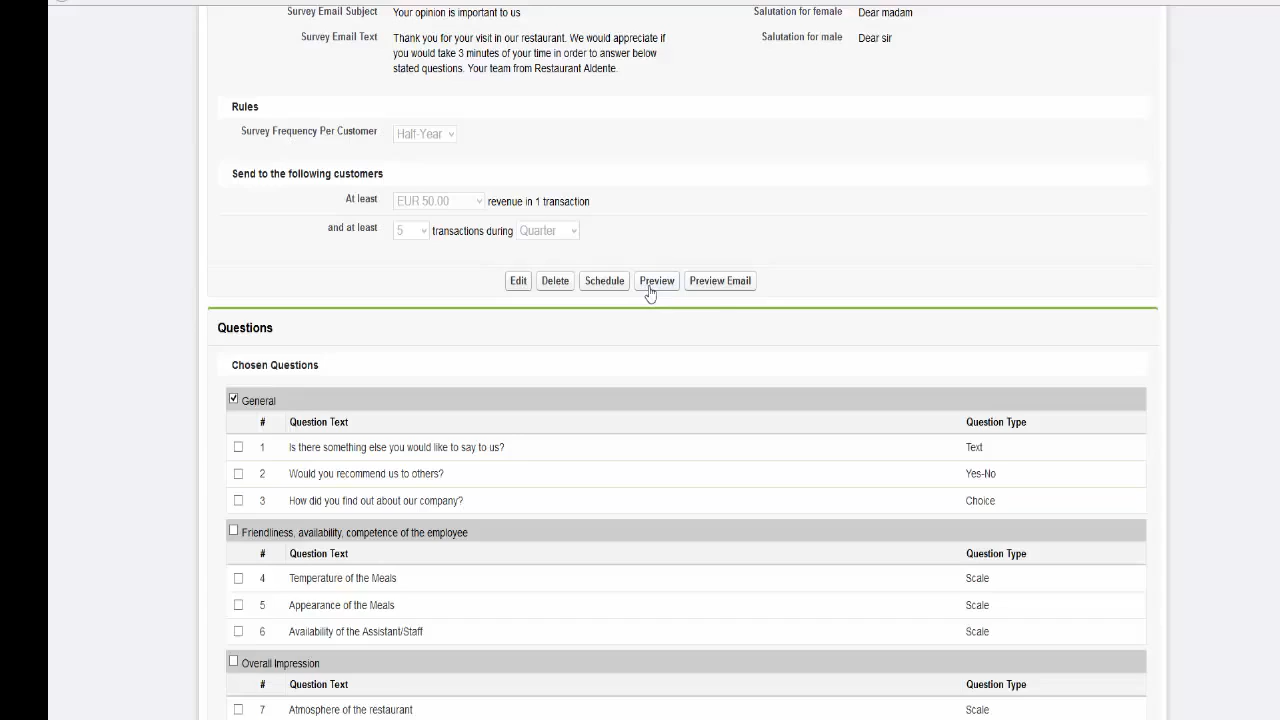 Survey Email Subject Your opinion is important to us Salutation for female Dear madam
Survey Email Text Thank you for your visit in our restaurant. We would appreciate if Salutation for male Dear sir
you would take 3 minutes of your time in order to answer below
stated questions. Your team from Restaurant Aldente.
Rules
Survey Frequency Per Customer Half-Year
Send to the following customers
At least EUR 50.00 revenue in 1 transaction
and at least 5 transactions during Quarter
Edit Delete Schedule Preview Preview Email
Questions
Chosen Questions
General
# Question Text Question Type
1 Is there something else you would like to say to us? Text
2 Would you recommend us to others? Yes-No
3 How did you find out about our company? Choice
Friendliness, availability, competence of the employee
# Question Text Question Type
4 Temperature of the Meals Scale
5 Appearance of the Meals Scale
6 Availability of the Assistant/Staff Scale
Overall Impression
# Question Text Question Type
7 Atmosphere of the restaurant Scale